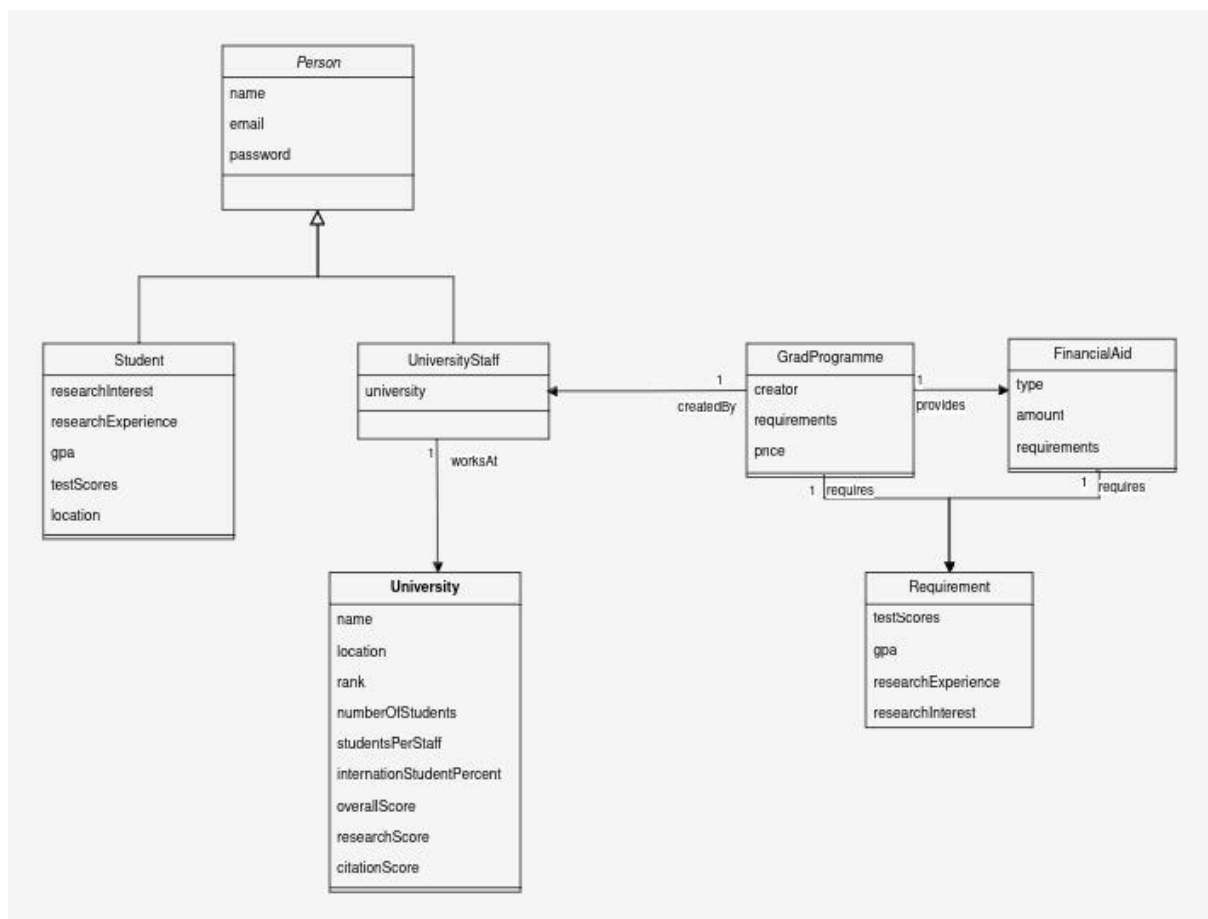 Person
name
email
password
Student
researchInterest
researchExperience
gpa
testScores
location
UniversityStaff
university
1
createdBy
GradProgramme
creator
requirements
price
1
provides
FinancialAid
type
amount
requirements
1
worksAt
1
requires
1
requires
University
name
location
rank
numberOfStudents
studentsPerStaff
internationStudentPercent
overallScore
researchScore
citationScore
Requirement
testScores
gpa
researchExperience
researchInterest